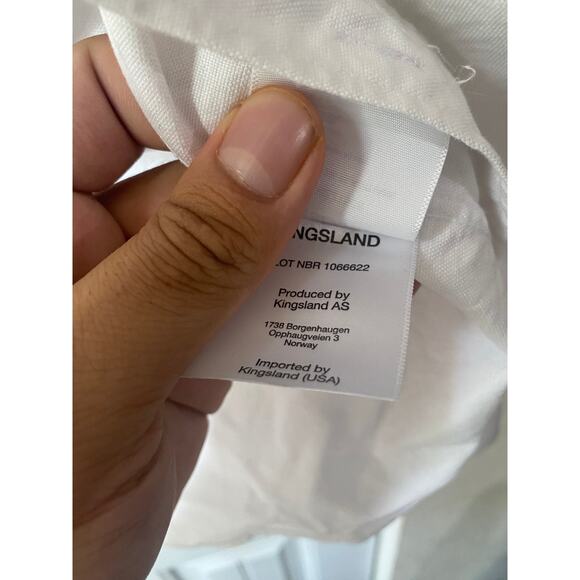 NGSLAND
LOT NBR 1066622
Produced by
Kingsland AS
1738 Borgenhaugen
Opphaugveien 3
Norway
Imported by
Kingsland (USA)